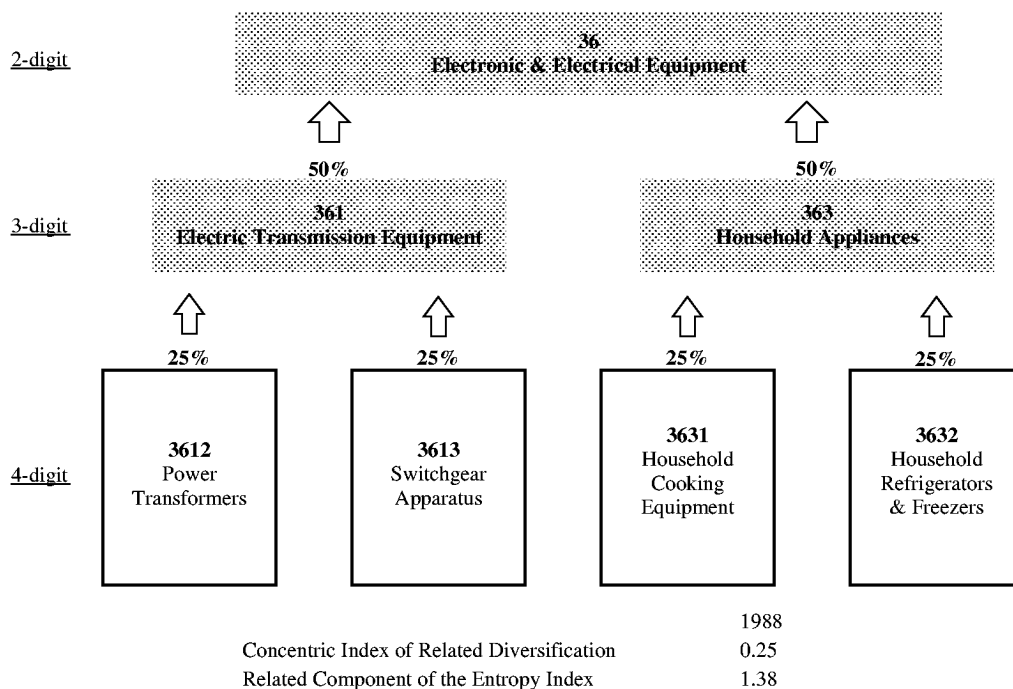 2-digit
36
Electronic & Electrical Equipment
50%
50%
3-digit
361
Electric Transmission Equipment
363
Household Appliances
25%
25%
25%
25%
4-digit
3612
Power
Transformers
3613
Switchgear
Apparatus
3631
Household
Cooking
Equipment
3632
Household
Refrigerators
& Freezers
1988
Concentric Index of Related Diversification 0.25
Related Component of the Entropy Index 1.38